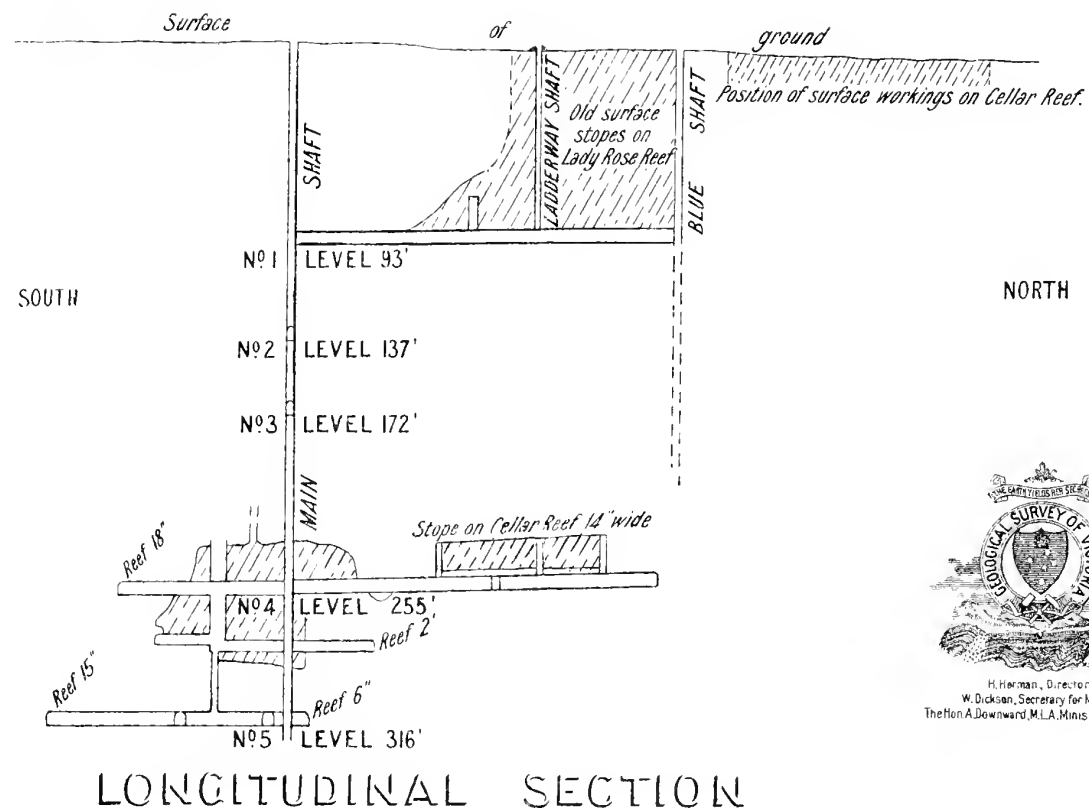 Surface of ground
SHAFT
LADDERWAY SHAFT
Old surface
stopes on
Lady Rose Reef
BLUE SHAFT
Position of surface workings on Cellar Reef.
Nº1 LEVEL 93'
SOUTH
NORTH
Nº2 LEVEL 137'
Nº3 LEVEL 172'
MAIN
Stope on Cellar Reef 14" wide
Reef 18"
Nº4 LEVEL 255'
Reef 2'
Reef 15"
Reef 6"
Nº5 LEVEL 316'
GEOLOGICAL SURVEY OF VICTORIA
H. Herman, Director
W. Dickson, Secretary for
The Hon. A. Downward, M.L.A. Minis
LONGITUDINAL SECTION